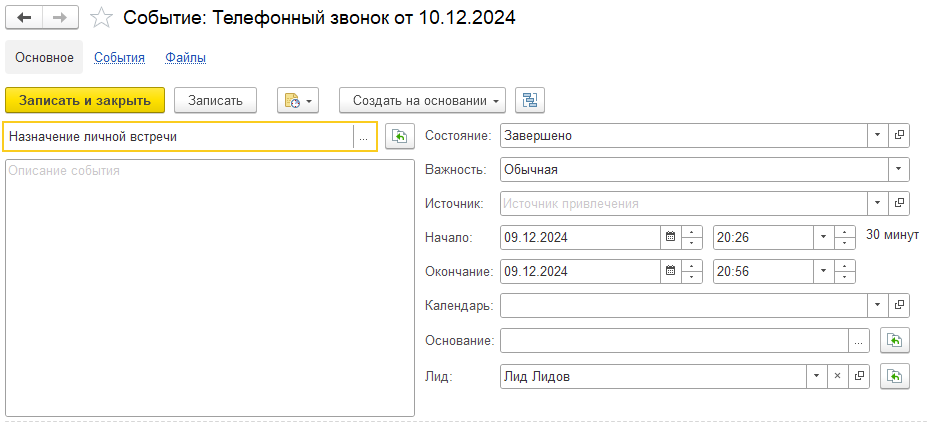 Событие: Телефонный звонок от 10.12.2024
Основное События Файлы
Записать и закрыть Записать Создать на основании
Назначение личной встречи ...
Описание события
Состояние: Завершено
Важность: Обычная
Источник: Источник привлечения
Начало: 09.12.2024 20:26 30 минут
Окончание: 09.12.2024 20:56
Календарь:
Основание: ...
Лид: Лид Лидов